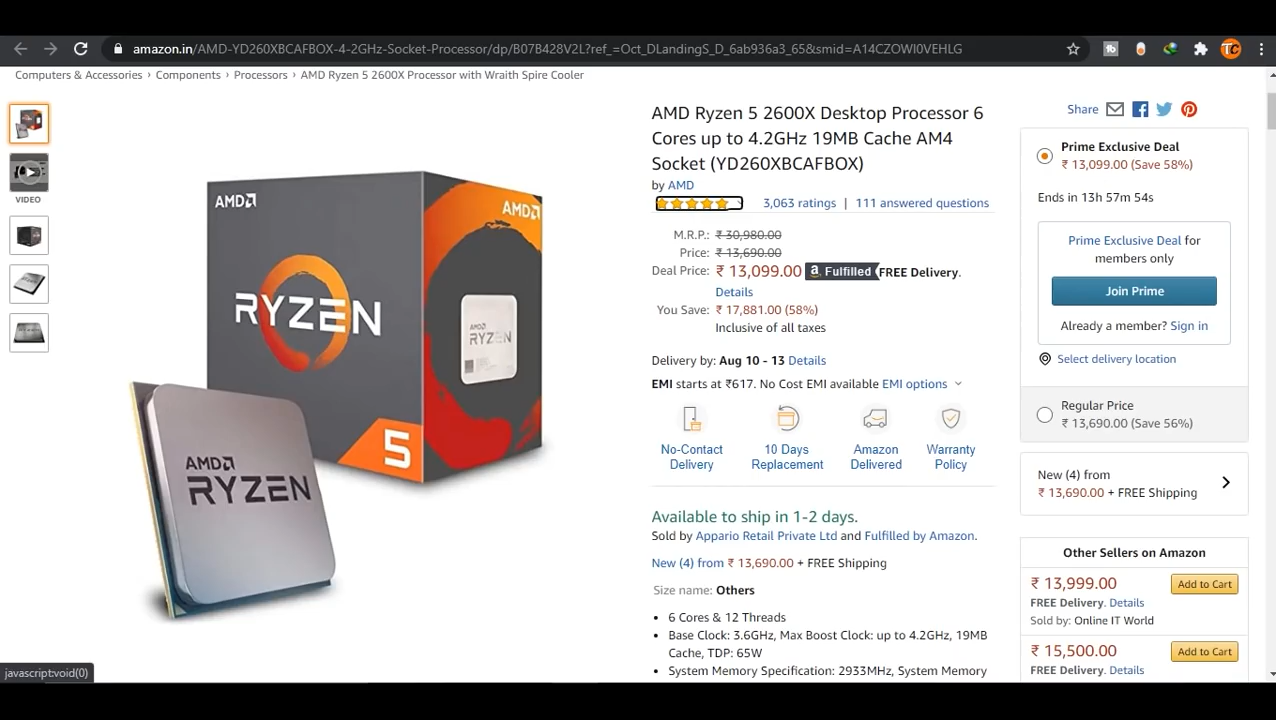 amazon.in/AMD-YD260XBCAFBOX-4-2GHz-Socket-Processor/dp/B07B428V2L?ref_=Oct_DLandingS_D_6ab936a3_65&smid=A14CZOWI0VEHLG
Computers & Accessories › Components › Processors › AMD Ryzen 5 2600X Processor with Wraith Spire Cooler
VIDEO
AMD
AMD
RYZEN
AMD
RYZEN
5
AMD
RYZEN
AMD Ryzen 5 2600X Desktop Processor 6
Cores up to 4.2GHz 19MB Cache AM4
Socket (YD260XBCAFBOX)
by AMD
3,063 ratings | 111 answered questions
M.R.P.: ₹ 30,980.00
Price: ₹ 13,690.00
Deal Price: ₹ 13,099.00 a Fulfilled FREE Delivery.
Details
You Save: ₹ 17,881.00 (58%)
Inclusive of all taxes
Delivery by: Aug 10 - 13 Details
EMI starts at ₹617. No Cost EMI available EMI options
No-Contact
Delivery
10 Days
Replacement
Amazon
Delivered
Warranty
Policy
Available to ship in 1-2 days.
Sold by Appario Retail Private Ltd and Fulfilled by Amazon.
New (4) from ₹ 13,690.00 + FREE Shipping
Size name: Others
• 6 Cores & 12 Threads
• Base Clock: 3.6GHz, Max Boost Clock: up to 4.2GHz, 19MB
Cache, TDP: 65W
• System Memory Specification: 2933MHz, System Memory
Share
Prime Exclusive Deal
₹ 13,099.00 (Save 58%)
Ends in 13h 57m 54s
Prime Exclusive Deal for
members only
Join Prime
Already a member? Sign in
Select delivery location
Regular Price
₹ 13,690.00 (Save 56%)
New (4) from
₹ 13,690.00 + FREE Shipping
Other Sellers on Amazon
₹ 13,999.00 Add to Cart
FREE Delivery. Details
Sold by: Online IT World
₹ 15,500.00 Add to Cart
FREE Delivery. Details
javascript:void(0)